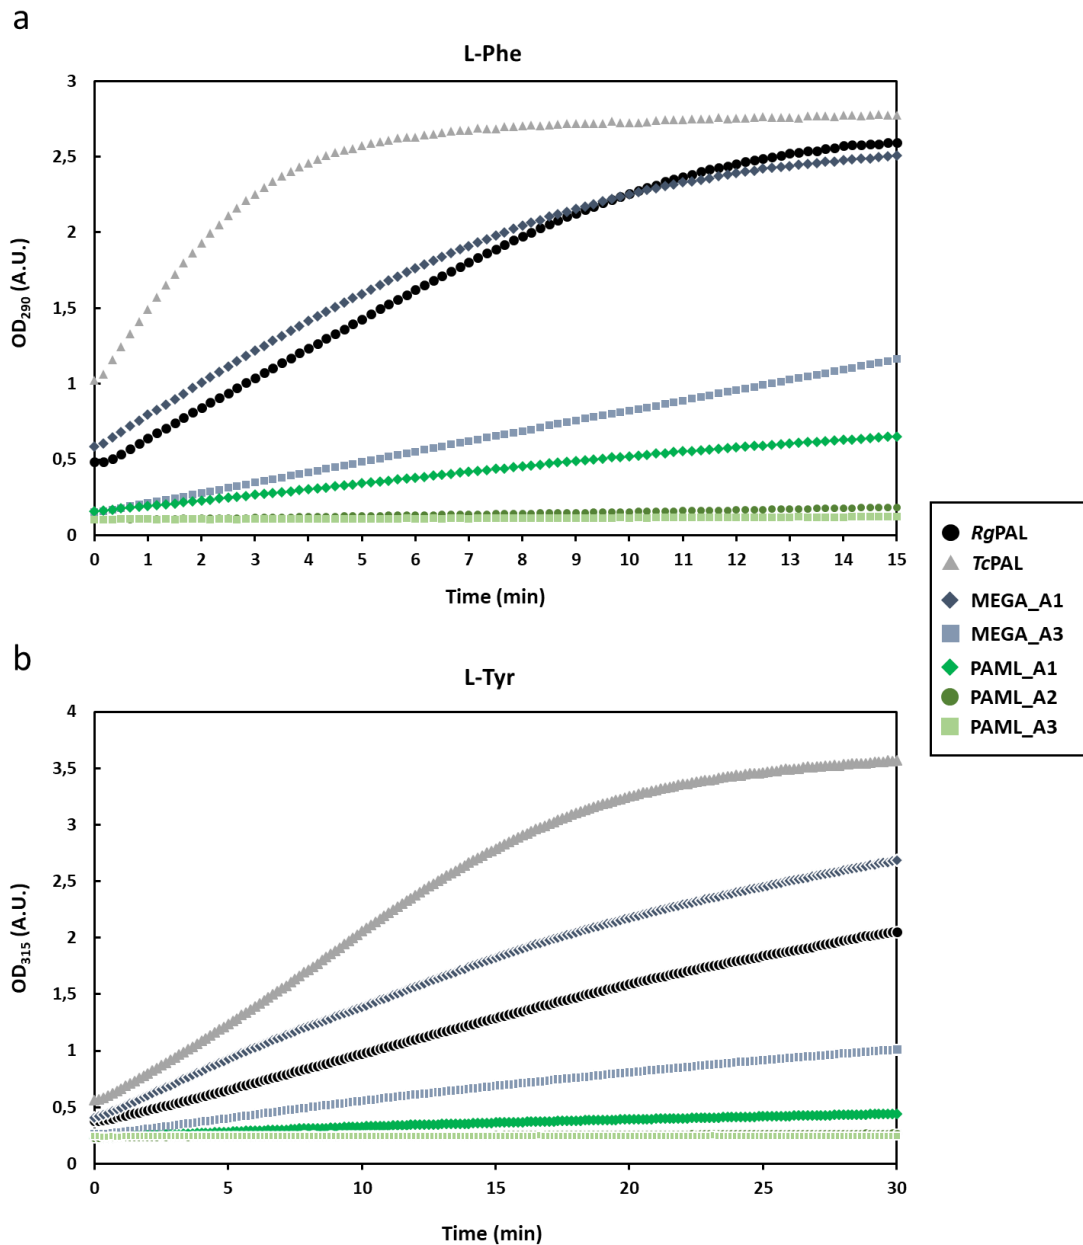 a
L-Phe
3
2,5
2
1,5
1
0,5
0
OD290 (A.U.)
0 1 2 3 4 5 6 7 8 9 10 11 12 13 14 15
Time (min)
RgPAL
TcPAL
MEGA_A1
MEGA_A3
PAML_A1
PAML_A2
PAML_A3
b
L-Tyr
4
3,5
3
2,5
2
1,5
1
0,5
0
OD315 (A.U.)
0 5 10 15 20 25 30
Time (min)